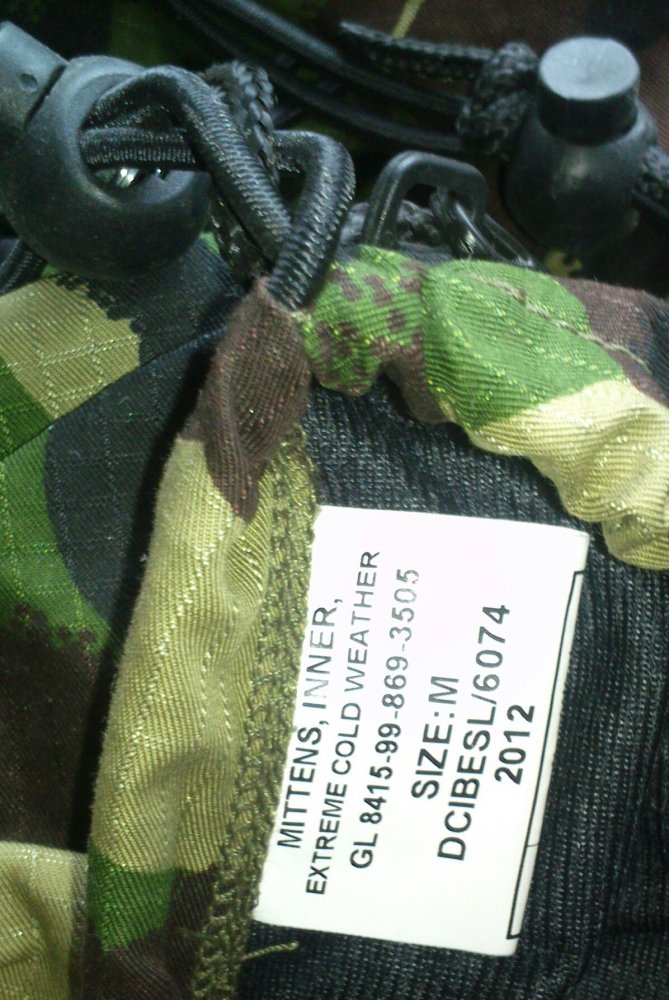 MITTENS, INNER,
EXTREME COLD WEATHER
GL 8415-99-869-3505
SIZE:M
DCIBESL/6074
2012